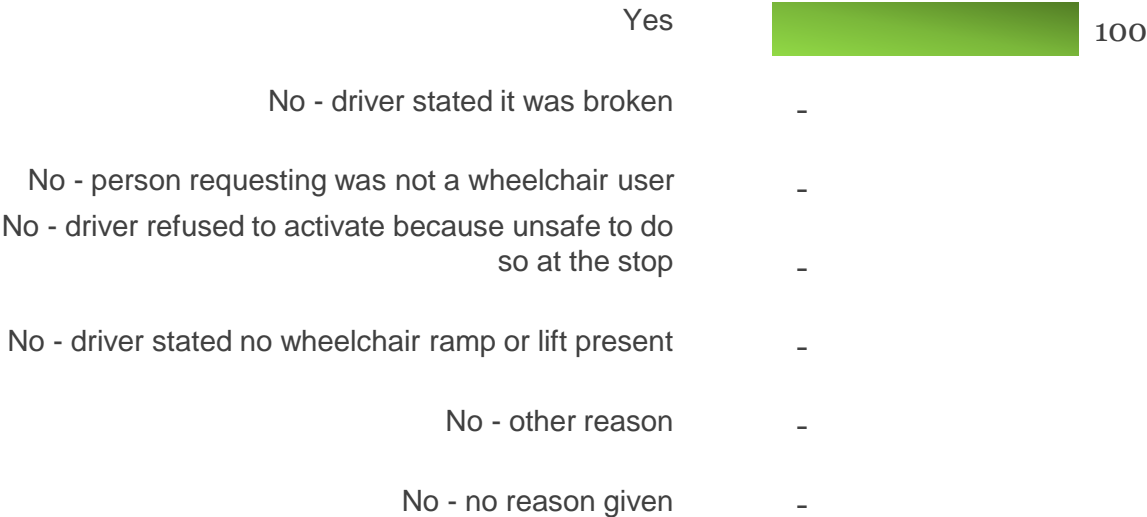 Yes 100
No - driver stated it was broken -
No - person requesting was not a wheelchair user -
No - driver refused to activate because unsafe to do
so at the stop -
No - driver stated no wheelchair ramp or lift present -
No - other reason -
No - no reason given -